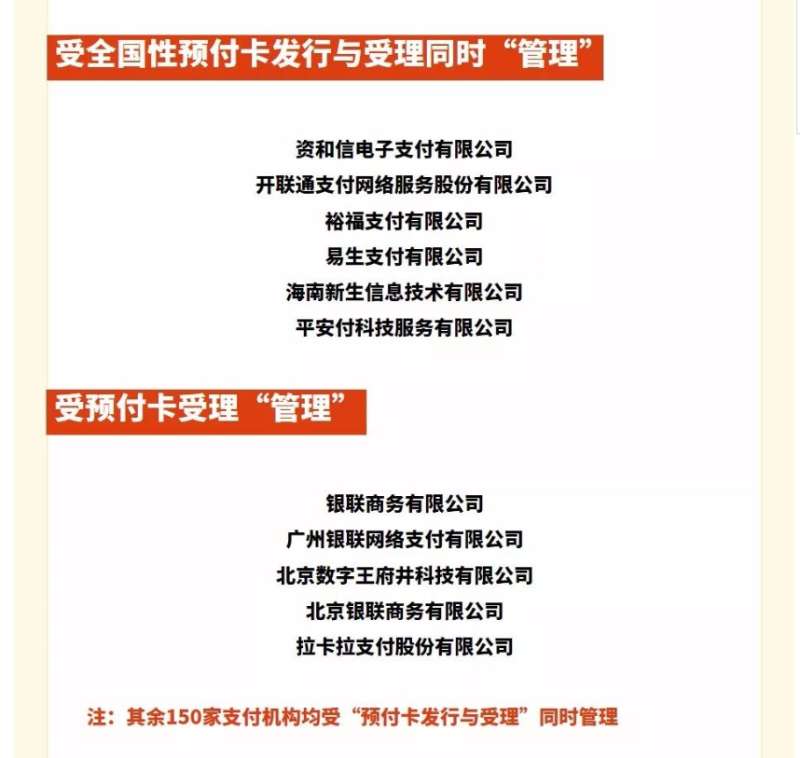 受全国性预付卡发行与受理同时“管理”
资和信电子支付有限公司
开联通支付网络服务股份有限公司
裕福支付有限公司
易生支付有限公司
海南新生信息技术有限公司
平安付科技服务有限公司
受预付卡受理“管理”
银联商务有限公司
广州银联网络支付有限公司
北京数字王府井科技有限公司
北京银联商务有限公司
拉卡拉支付股份有限公司
注：其余150家支付机构均受“预付卡发行与受理”同时管理